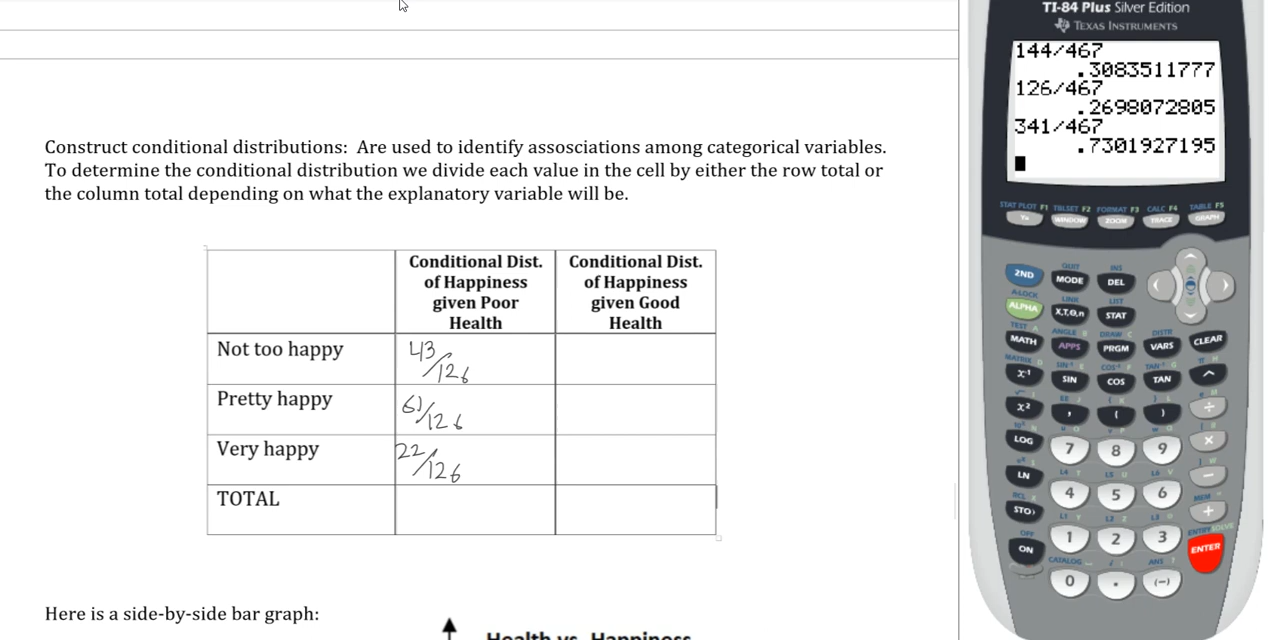 TI-84 Plus Silver Edition
TEXAS INSTRUMENTS
144/467
.3083511777
126/467
.2698072805
341/467
.7301927195
Construct conditional distributions: Are used to identify assosciations among categorical variables.
To determine the conditional distribution we divide each value in the cell by either the row total or
the column total depending on what the explanatory variable will be.
Conditional Dist.
of Happiness
given Poor
Health
Conditional Dist.
of Happiness
given Good
Health
Not too happy
43/126
Pretty happy
61/126
Very happy
22/126
TOTAL
Here is a side-by-side bar graph:
Health vs. Happiness
STAT PLOT F1 TBLSET F2 FORMAT F3 CALC F4 TABLE F5
Y= WINDOW ZOOM TRACE GRAPH
QUIT INS
2ND MODE DEL
A-LOCK LINK LIST
ALPHA X,T,Θ,n STAT
TEST A ANGLE B DRAW C DISTR
MATH APPS PRGM VARS CLEAR
MATRIX D SIN⁻¹ E COS⁻¹ F TAN⁻¹ G π H
x⁻¹ SIN COS TAN ^
x² , ( ) ÷
LOG 7 8 9 ×
LN 4 5 6 −
RCL X L1 Y L2 Z L3 MEM "
STO› +
OFF ENTRY SOLVE
ON 1 2 3 ENTER
CATALOG ANS ?
0 . (−)